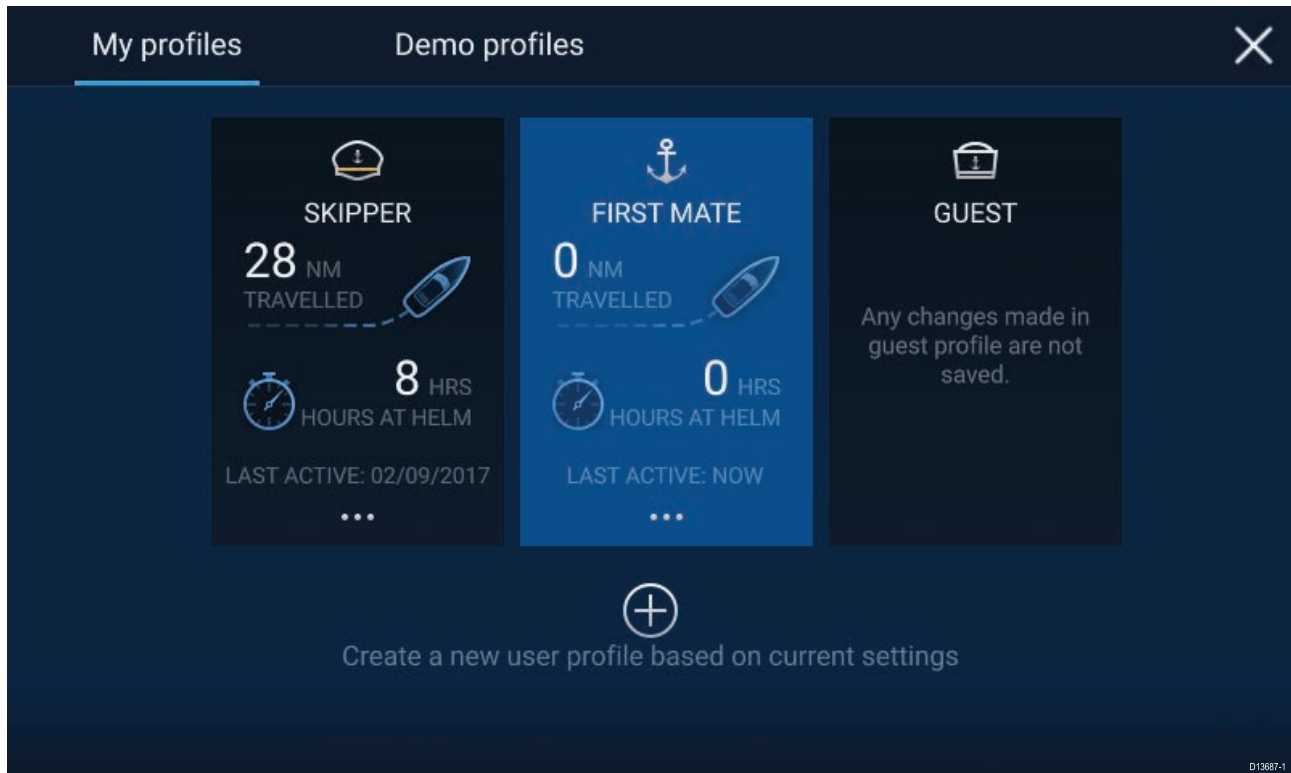 My profiles
Demo profiles
SKIPPER
28 NM
TRAVELLED
8 HRS
HOURS AT HELM
LAST ACTIVE: 02/09/2017
FIRST MATE
0 NM
TRAVELLED
0 HRS
HOURS AT HELM
LAST ACTIVE: NOW
GUEST
Any changes made in
guest profile are not
saved.
Create a new user profile based on current settings
D13687-1